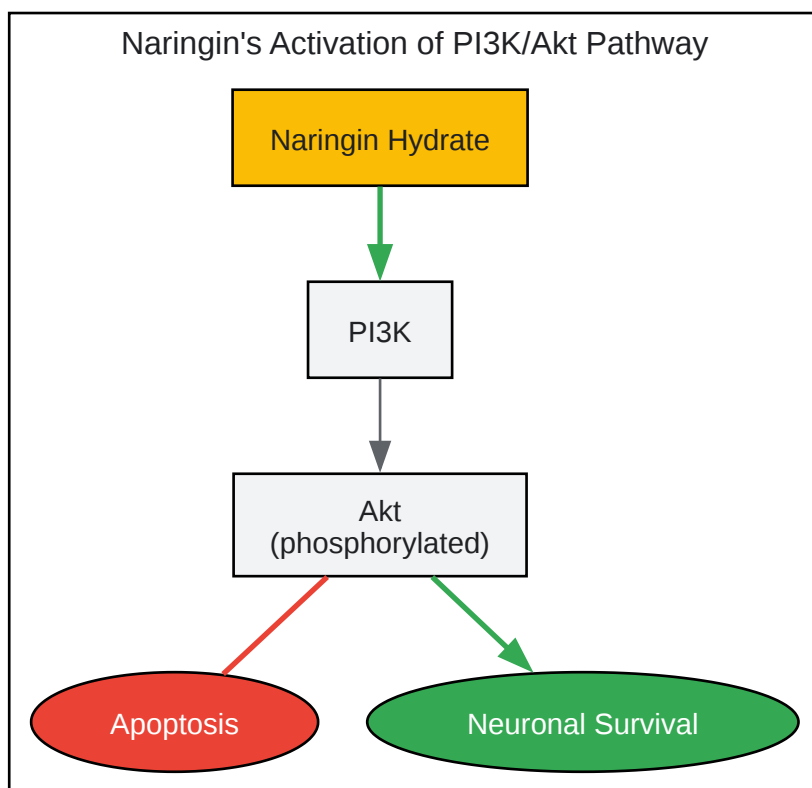 Naringin's Activation of PI3K/Akt Pathway
Naringin Hydrate
PI3K
Akt
(phosphorylated)
Apoptosis
Neuronal Survival